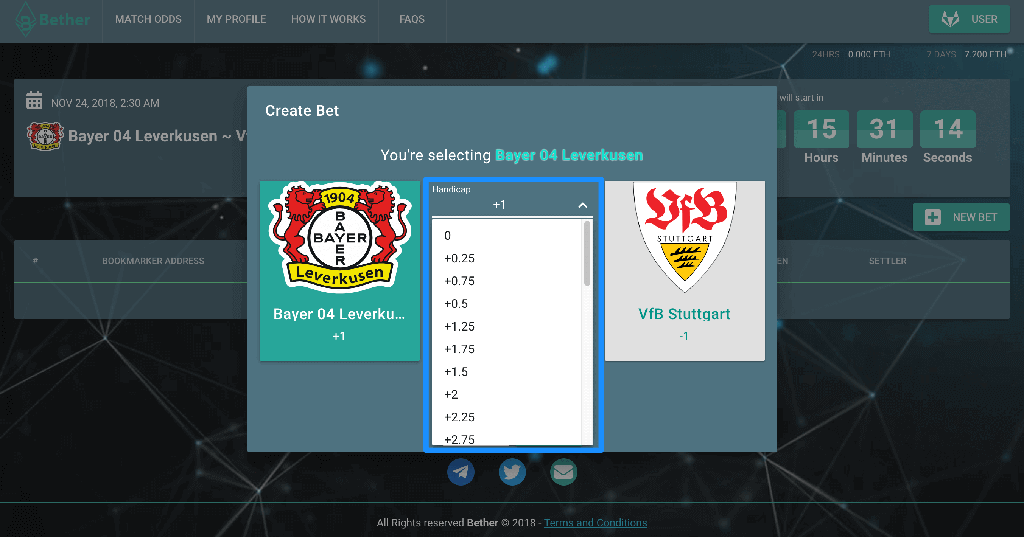 Bether
MATCH ODDS
MY PROFILE
HOW IT WORKS
FAQS
USER
24HRS 0.000 ETH
7 DAYS 7.200 ETH
NOV 24, 2018, 2:30 AM
will start in
Bayer 04 Leverkusen ~ V
15
31
14
Hours
Minutes
Seconds
NEW BET
#
BOOKMARKER ADDRESS
EN
SETTLER
Create Bet
You're selecting Bayer 04 Leverkusen
1904
BAYER
BAYER
Leverkusen
Bayer 04 Leverku...
+1
Handicap
+1
0
+0.25
+0.75
+0.5
+1.25
+1.75
+1.5
+2
+2.25
+2.75
VfB
STUTTGART
VfB Stuttgart
-1
All Rights reserved Bether © 2018 - Terms and Conditions